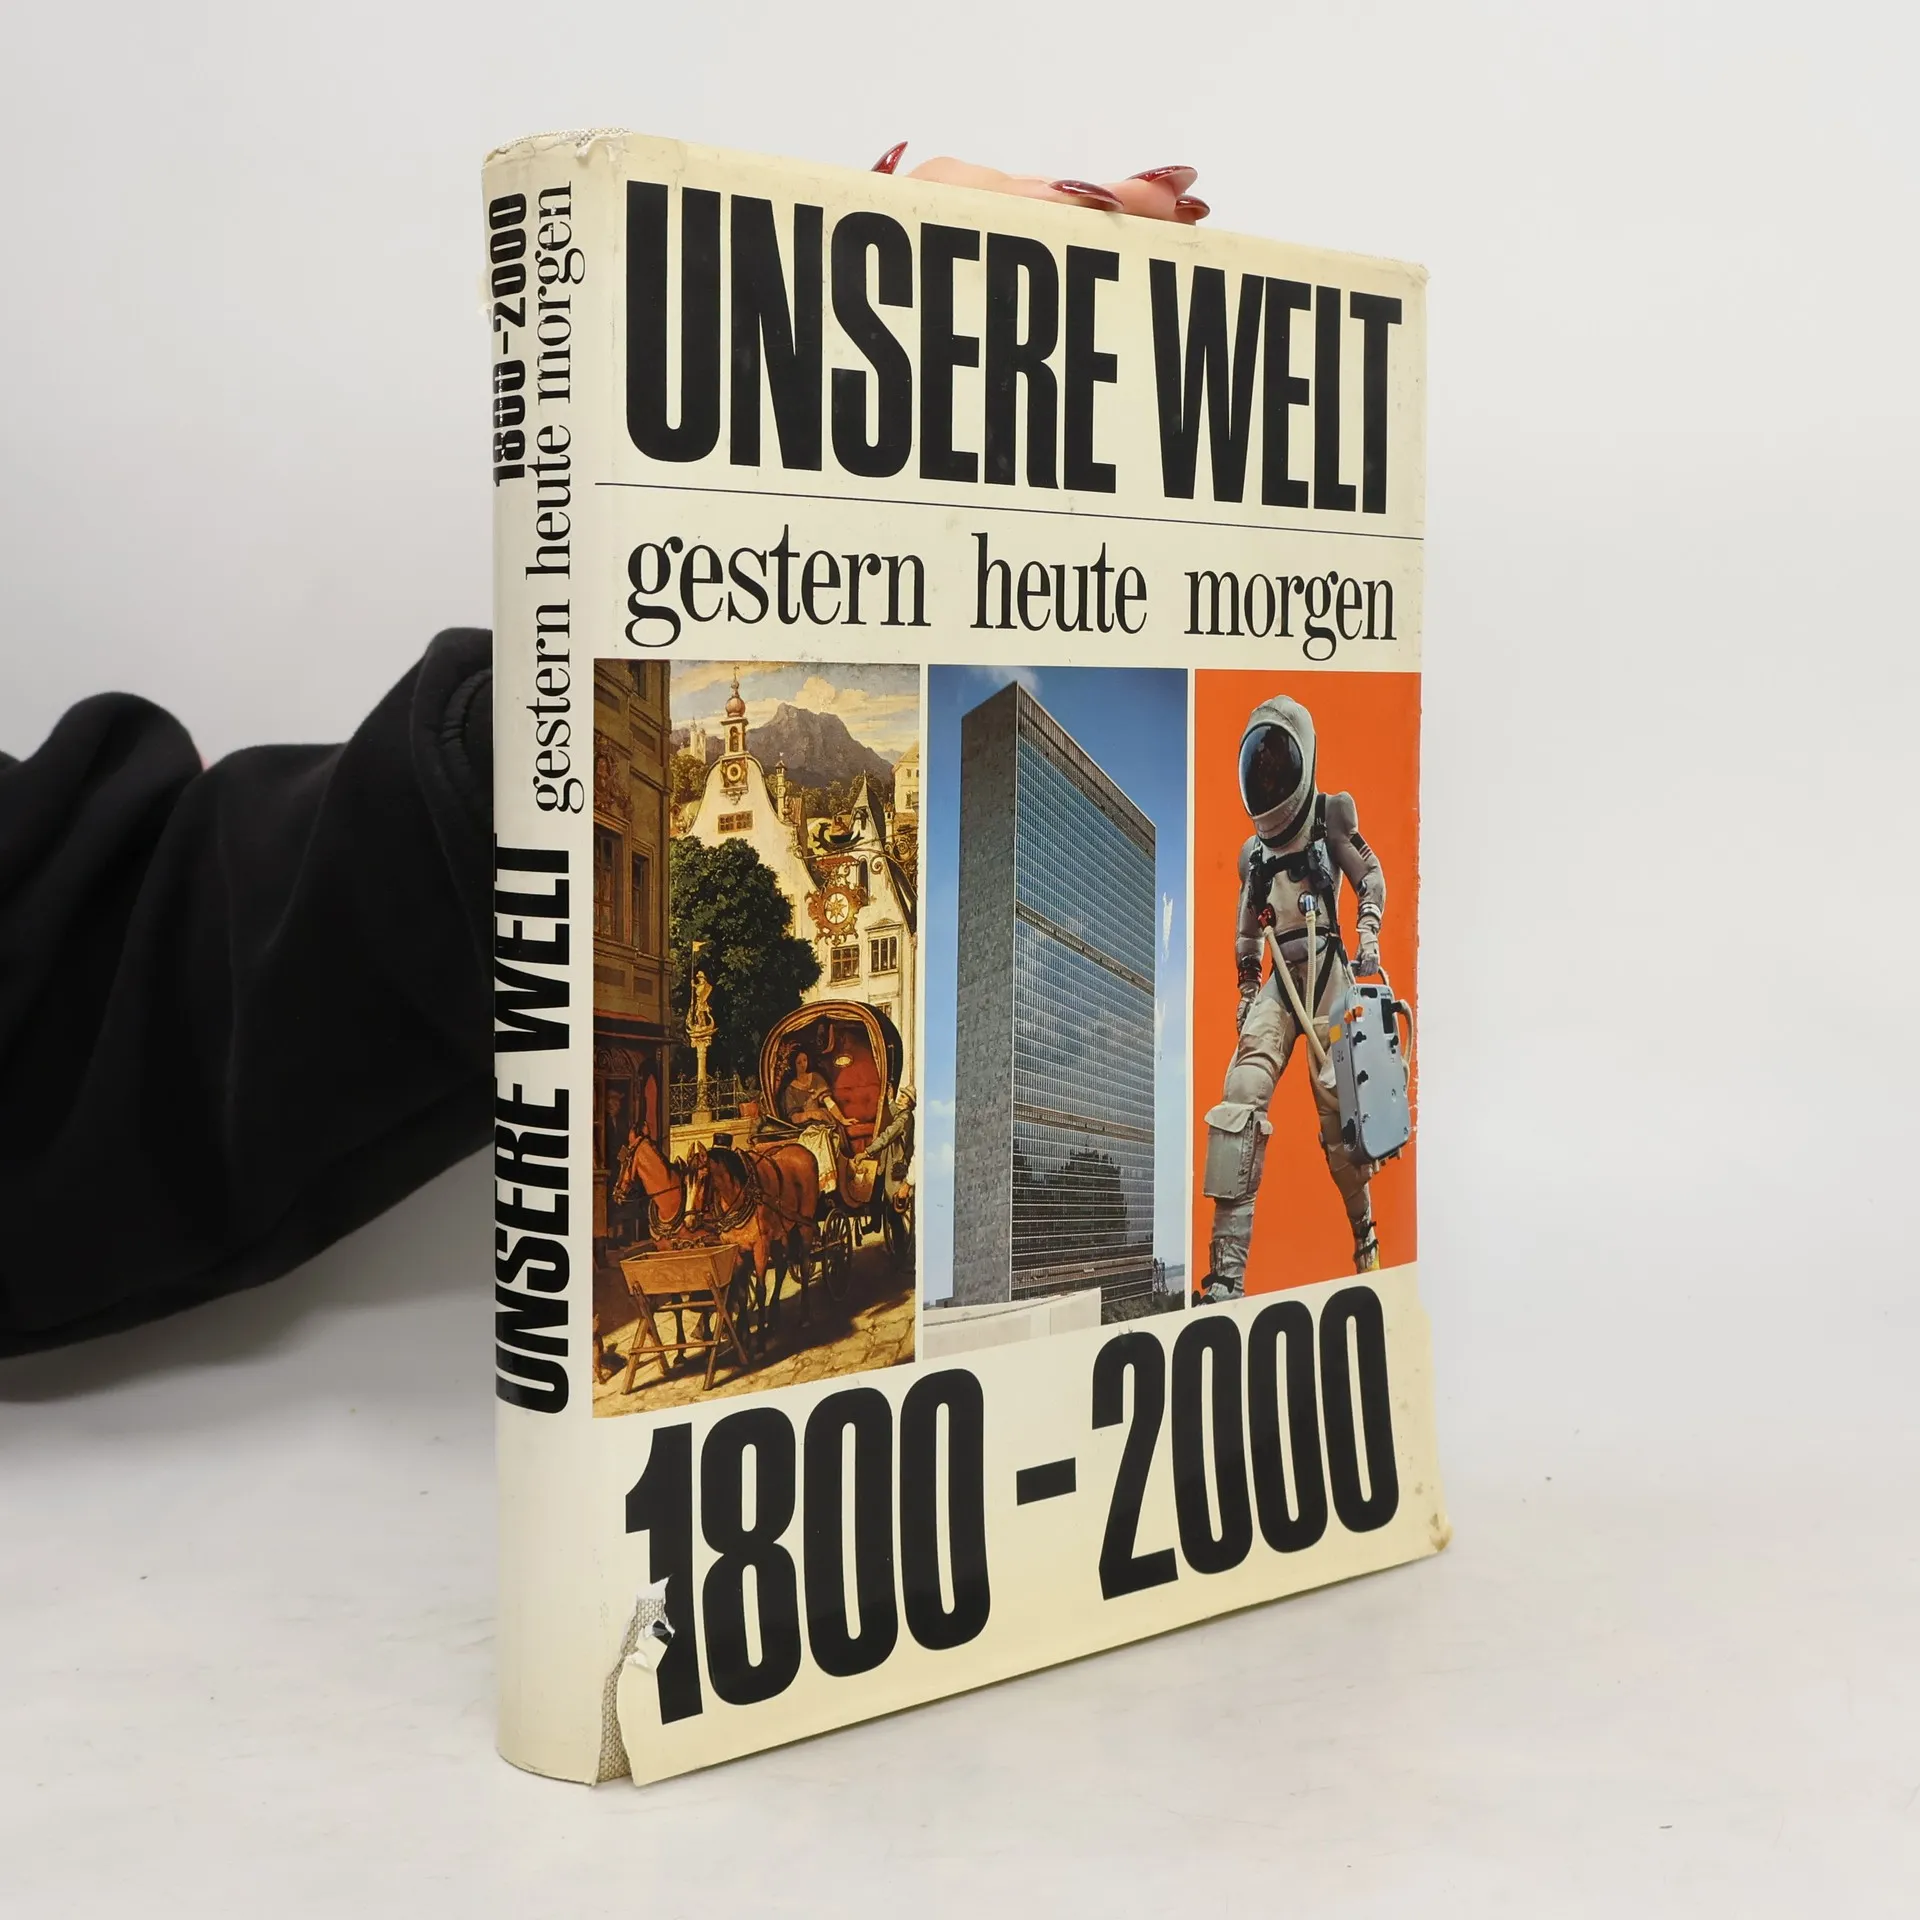 UNSERE WELT gestern heute morgen 1800-2000
UNSERE WELT
gestern heute morgen
1800-2000